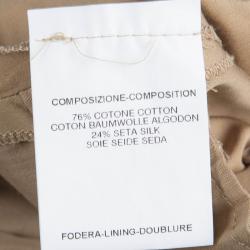 COMPOSIZIONE-COMPOSITION
76% COTONE COTTON
COTON BAUMWOLLE ALGODON
24% SETA SILK
SOIE SEIDE SEDA
FODERA-LINING-DOUBLURE